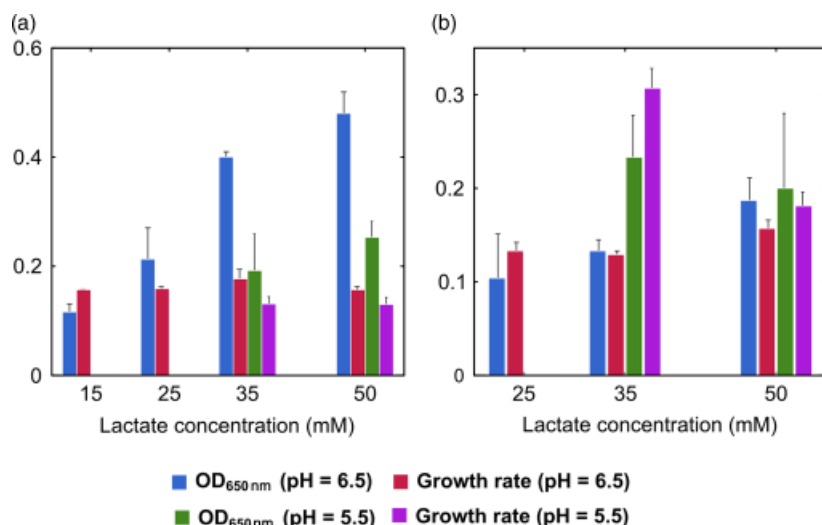 (a)
(b)
0.6
0.4
0.2
0
15 25 35 50
Lactate concentration (mM)
0.3
0.2
0.1
0
25 35 50
Lactate concentration (mM)
OD650 nm (pH = 6.5) Growth rate (pH = 6.5)
OD650 nm (pH = 5.5) Growth rate (pH = 5.5)